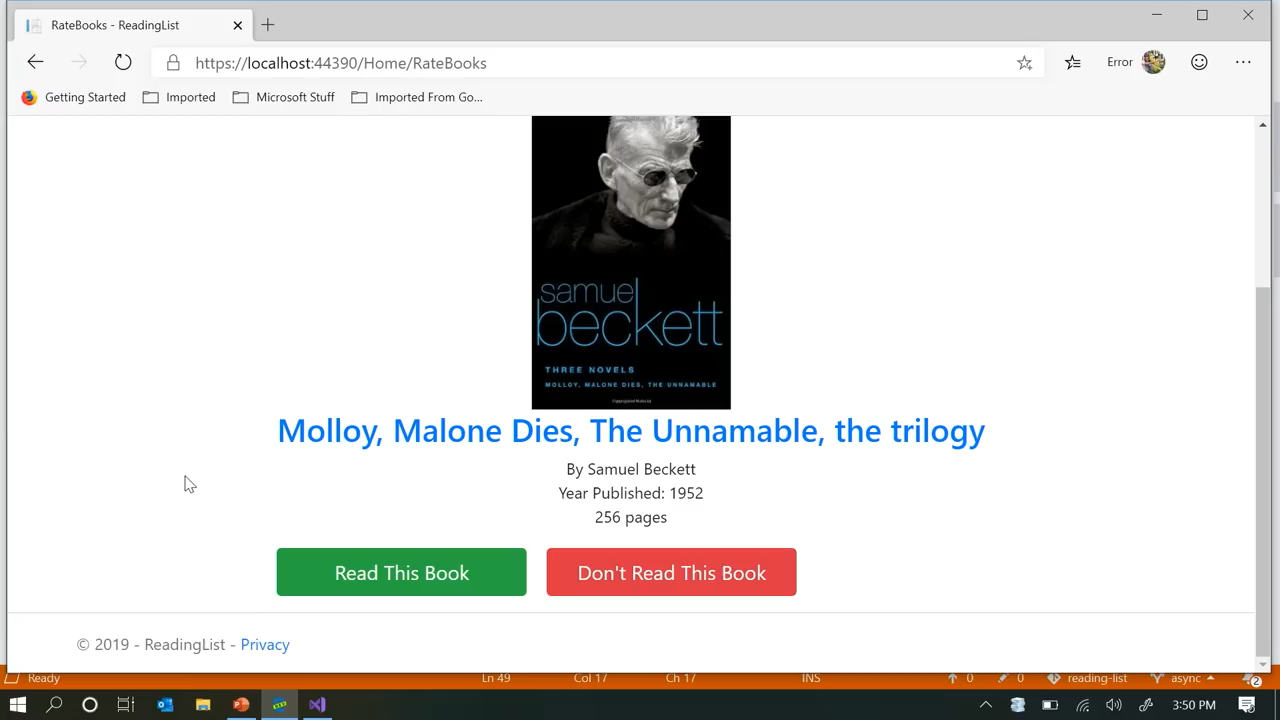 RateBooks - ReadingList
https://localhost:44390/Home/RateBooks
Error
Getting Started
Imported
Microsoft Stuff
Imported From Go...
samuel
beckett
THREE NOVELS
MOLLOY, MALONE DIES, THE UNNAMABLE
Molloy, Malone Dies, The Unnamable, the trilogy
By Samuel Beckett
Year Published: 1952
256 pages
Read This Book
Don't Read This Book
© 2019 - ReadingList - Privacy
Ready
Ln 49
Col 17
Ch 17
INS
0
0
reading-list
async
2
3:50 PM